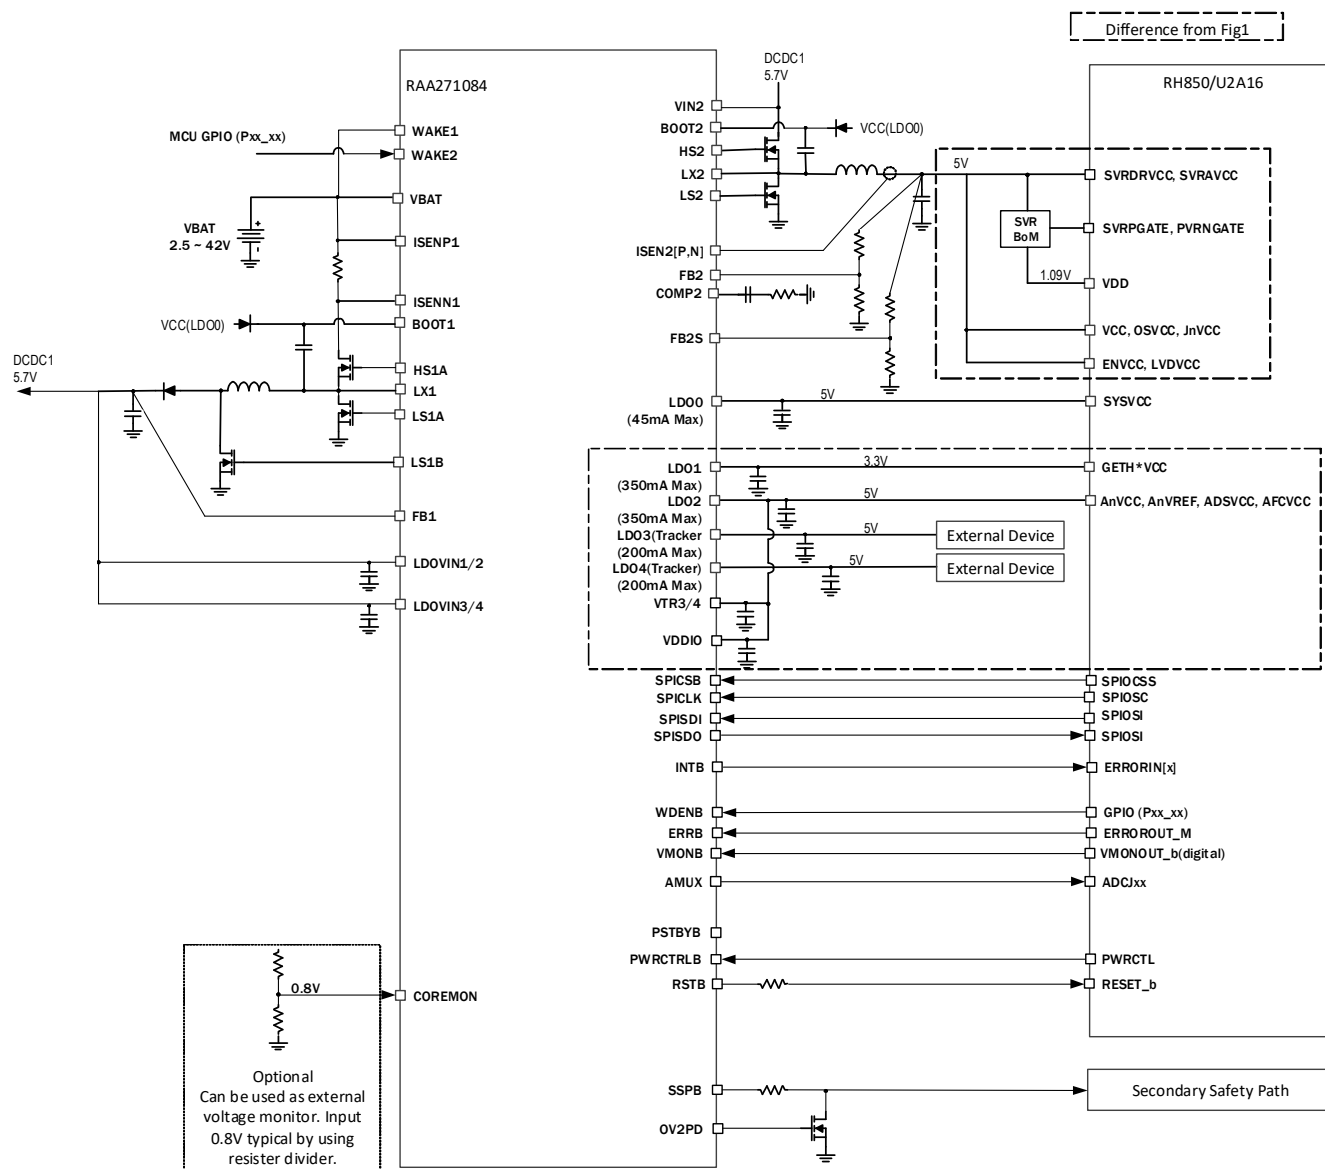 Difference from Fig1
RAA271084
RH850/U2A16
DCDC1
5.7V
VCC(LDO0)
MCU GPIO (Pxx_xx)
VBAT
2.5 ~ 42V
VCC(LDO0)
DCDC1
5.7V
WAKE1
WAKE2
VBAT
ISENP1
ISENN1
BOOT1
HS1A
LX1
LS1A
LS1B
FB1
LDOVIN1/2
LDOVIN3/4
COREMON
0.8V
Optional
Can be used as external
voltage monitor. Input
0.8V typical by using
resister divider.
VIN2
BOOT2
HS2
LX2
LS2
ISEN2[P,N]
FB2
COMP2
FB2S
LDO0
(45mA Max)
LDO1
(350mA Max)
LDO2
(350mA Max)
LDO3(Tracker
(200mA Max)
LDO4(Tracker)
(200mA Max)
VTR3/4
VDDIO
SPICSB
SPICLK
SPISDI
SPISDO
INTB
WDENB
ERRB
VMONB
AMUX
PSTBYB
PWRCTRLB
RSTB
SSPB
OV2PD
5V
SVR
BoM
1.09V
5V
3.3V
5V
5V
5V
External Device
External Device
SVRDRVCC, SVRAVCC
SVRPGATE, PVRNGATE
VDD
VCC, OSVCC, JnVCC
ENVCC, LVDVCC
SYSVCC
GETH*VCC
AnVCC, AnVREF, ADSVCC, AFCVCC
SPIOCSS
SPIOSC
SPIOSI
SPIOSI
ERRORIN[x]
GPIO (Pxx_xx)
ERROROUT_M
VMONOUT_b(digital)
ADCJxx
PWRCTL
RESET_b
Secondary Safety Path